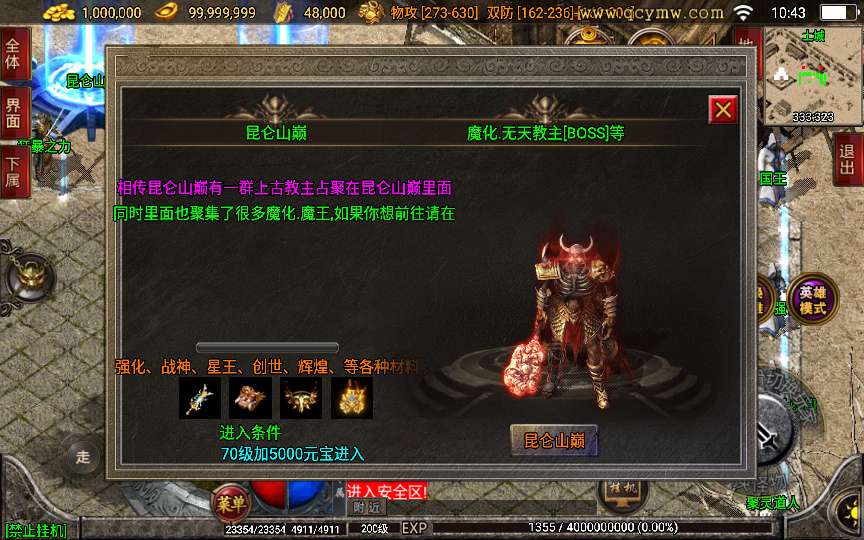 1,000,000 99,999,999 48,000 物攻 [273-630] 双防 [162-236] www.qcymw.com 10:43
全体
界面
下属
昆仑山
狂暴之力
土城
333:323
退出
国王
昆仑山巅
魔化.无天教主[BOSS]等
相传昆仑山巅有一群上古教主占聚在昆仑山巅里面
同时里面也聚集了很多魔化.魔王,如果你想前往请在
英雄模式
强化、战神、星王、创世、辉煌、等各种材料
进入条件
70级加5000元宝进入
昆仑山巅
走
菜单
进入安全区!
附近
挂机
聚灵道人
[禁止挂机]
23354/23354 4911/4911 200级 EXP 1355 / 4000000000 (0.00%)